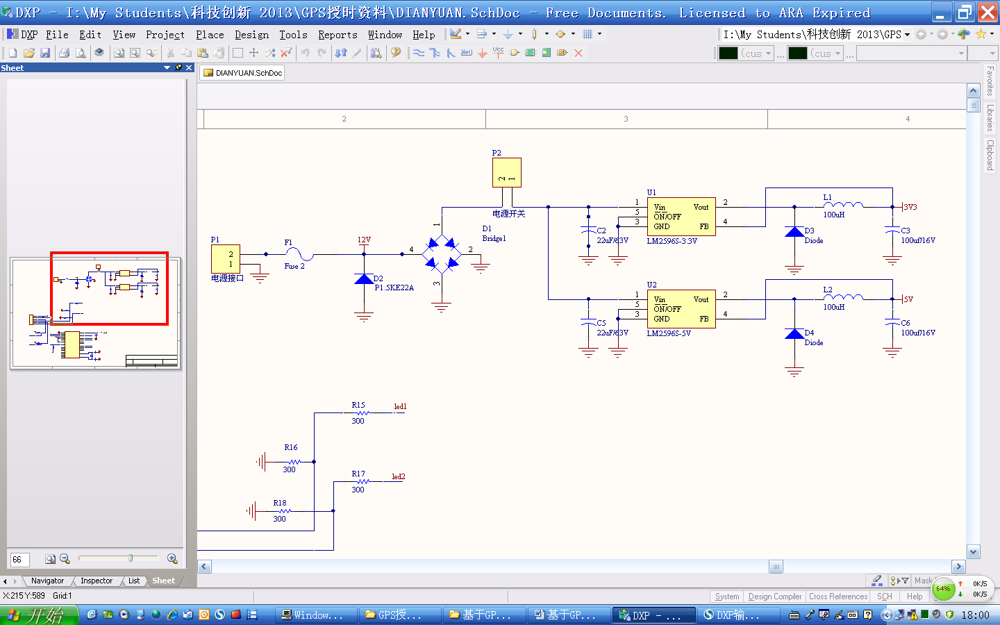 DXP - I:\My Students\科技创新 2013\GPS授时资料\DIANYUAN.SchDoc - Free Documents. Licensed to ARA Expired
DXP File Edit View Project Place Design Tools Reports Window Help
I:\My Students\科技创新 2013\GPS
Net
Vcc
(cus
...
(cus
...
Sheet
DIANYUAN.SchDoc
Favorites
Libraries
Clipboard
2
3
4
P2
2
1
电源开关
U1
1
5
3
Vin
ON/OFF
GND
Vout
FB
2
4
LM2596S-3.3V
L1
100uH
3V3
D3
Diode
C3
100uf/16V
C2
22uF/63V
D1
Bridge1
1
4
2
3
P1
2
1
电源接口
F1
Fuse 2
12V
D2
P1.5KE22A
U2
1
5
3
Vin
ON/OFF
GND
Vout
FB
2
4
LM2596S-5V
L2
100uH
5V
D4
Diode
C6
100uf/16V
C5
22uF/63V
R15
300
led1
R16
300
R17
300
led2
R18
300
66
Navigator Inspector List Sheet
Mask
X:215 Y:589 Grid:1
System Design Compiler Cross References SCH Help
64%
0K/S
0K/S
开始
Window...
GPS授...
基于GP...
基于GP...
DXP - ...
DXP输...
18:00